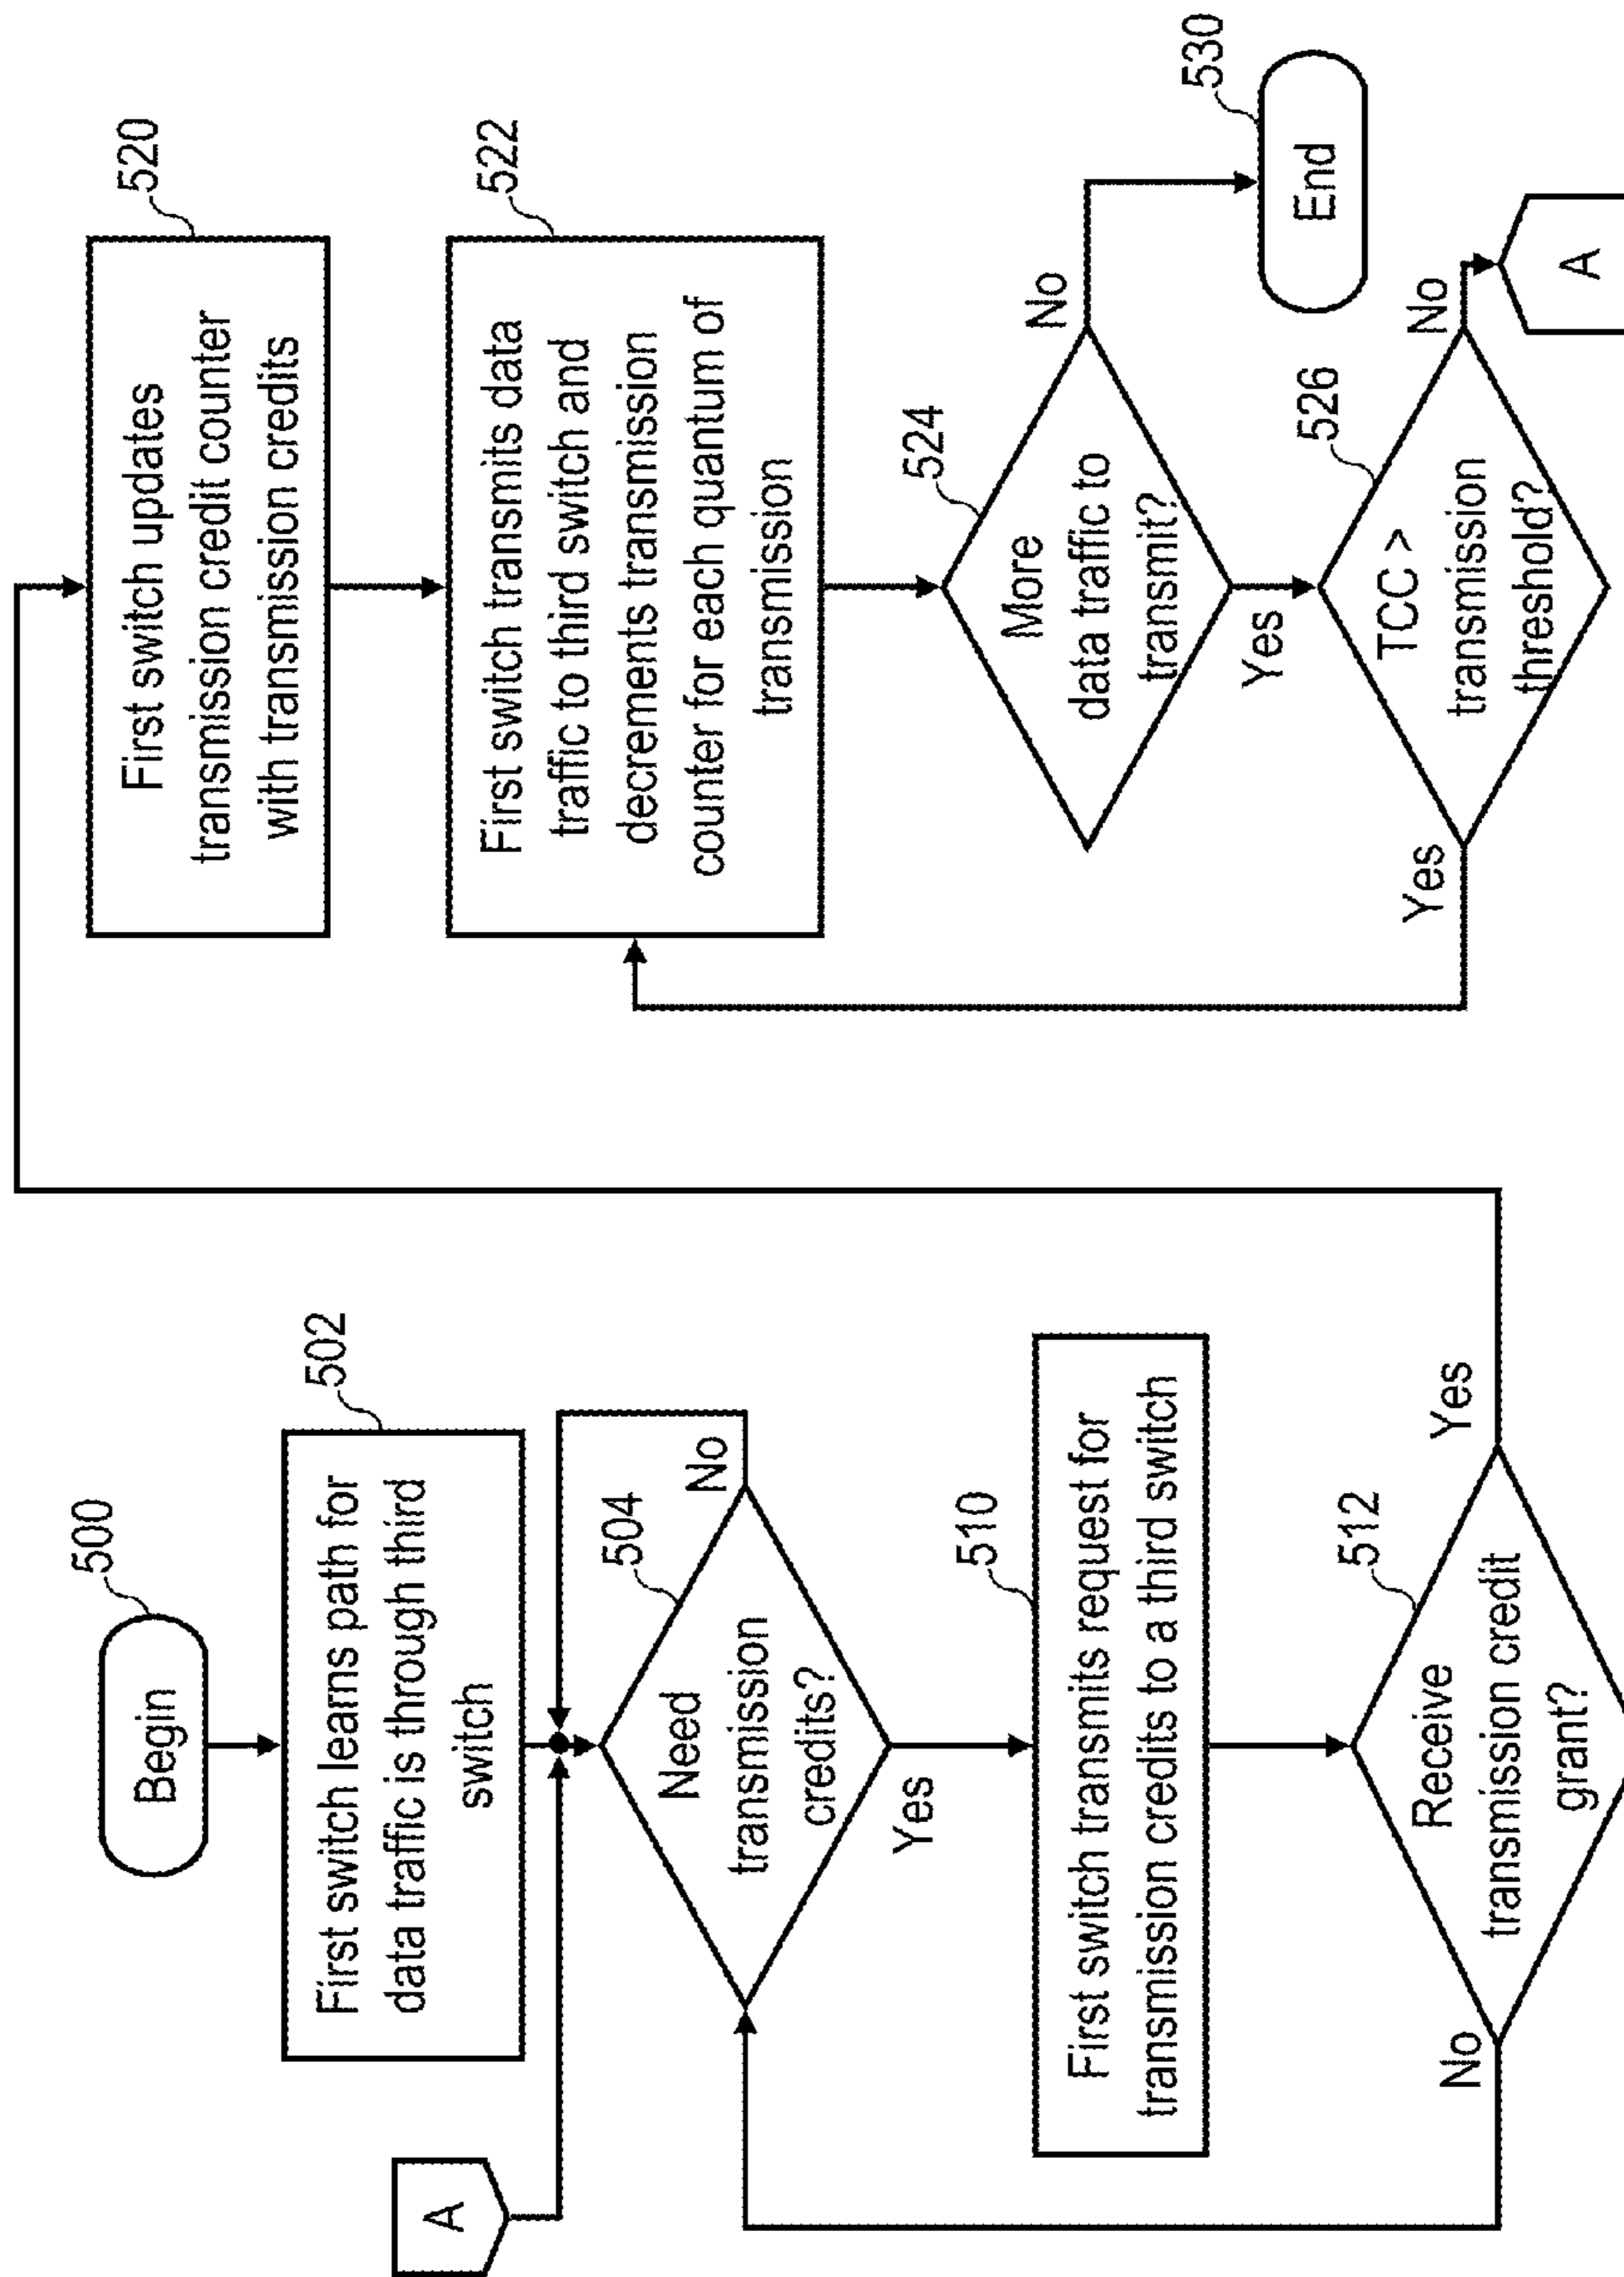 500
Begin
502
First switch learns path for
data traffic is through third
switch
A
504
Need
transmission
credits?
No
Yes
510
First switch transmits request for
transmission credits to a third switch
512
Receive
transmission credit
grant?
No
Yes
520
First switch updates
transmission credit counter
with transmission credits
522
First switch transmits data
traffic to third switch and
decrements transmission
counter for each quantum of
transmission
524
More
data traffic to
transmit?
No
Yes
530
End
526
TCC >
transmission
threshold?
Yes
No
A